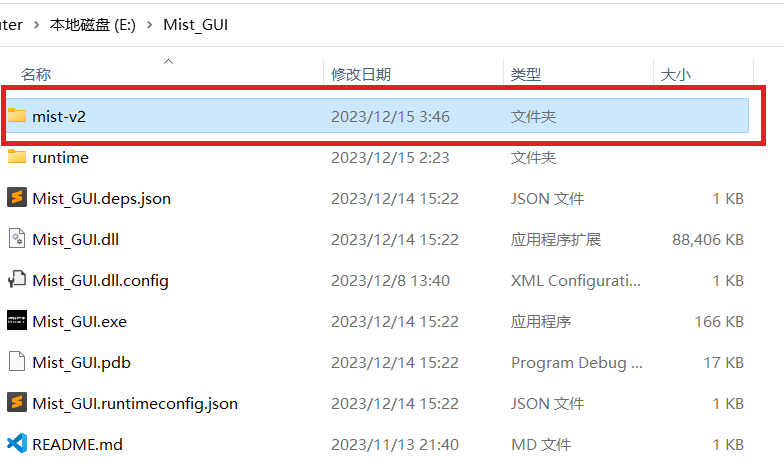 uter > 本地磁盘 (E:) > Mist_GUI
名称 修改日期 类型 大小
mist-v2 2023/12/15 3:46 文件夹
runtime 2023/12/15 2:23 文件夹
Mist_GUI.deps.json 2023/12/14 15:22 JSON 文件 1 KB
Mist_GUI.dll 2023/12/14 15:22 应用程序扩展 88,406 KB
Mist_GUI.dll.config 2023/12/8 13:40 XML Configurati... 1 KB
Mist_GUI.exe 2023/12/14 15:22 应用程序 166 KB
Mist_GUI.pdb 2023/12/14 15:22 Program Debug ... 17 KB
Mist_GUI.runtimeconfig.json 2023/12/14 15:22 JSON 文件 1 KB
README.md 2023/11/13 21:40 MD 文件 2 KB